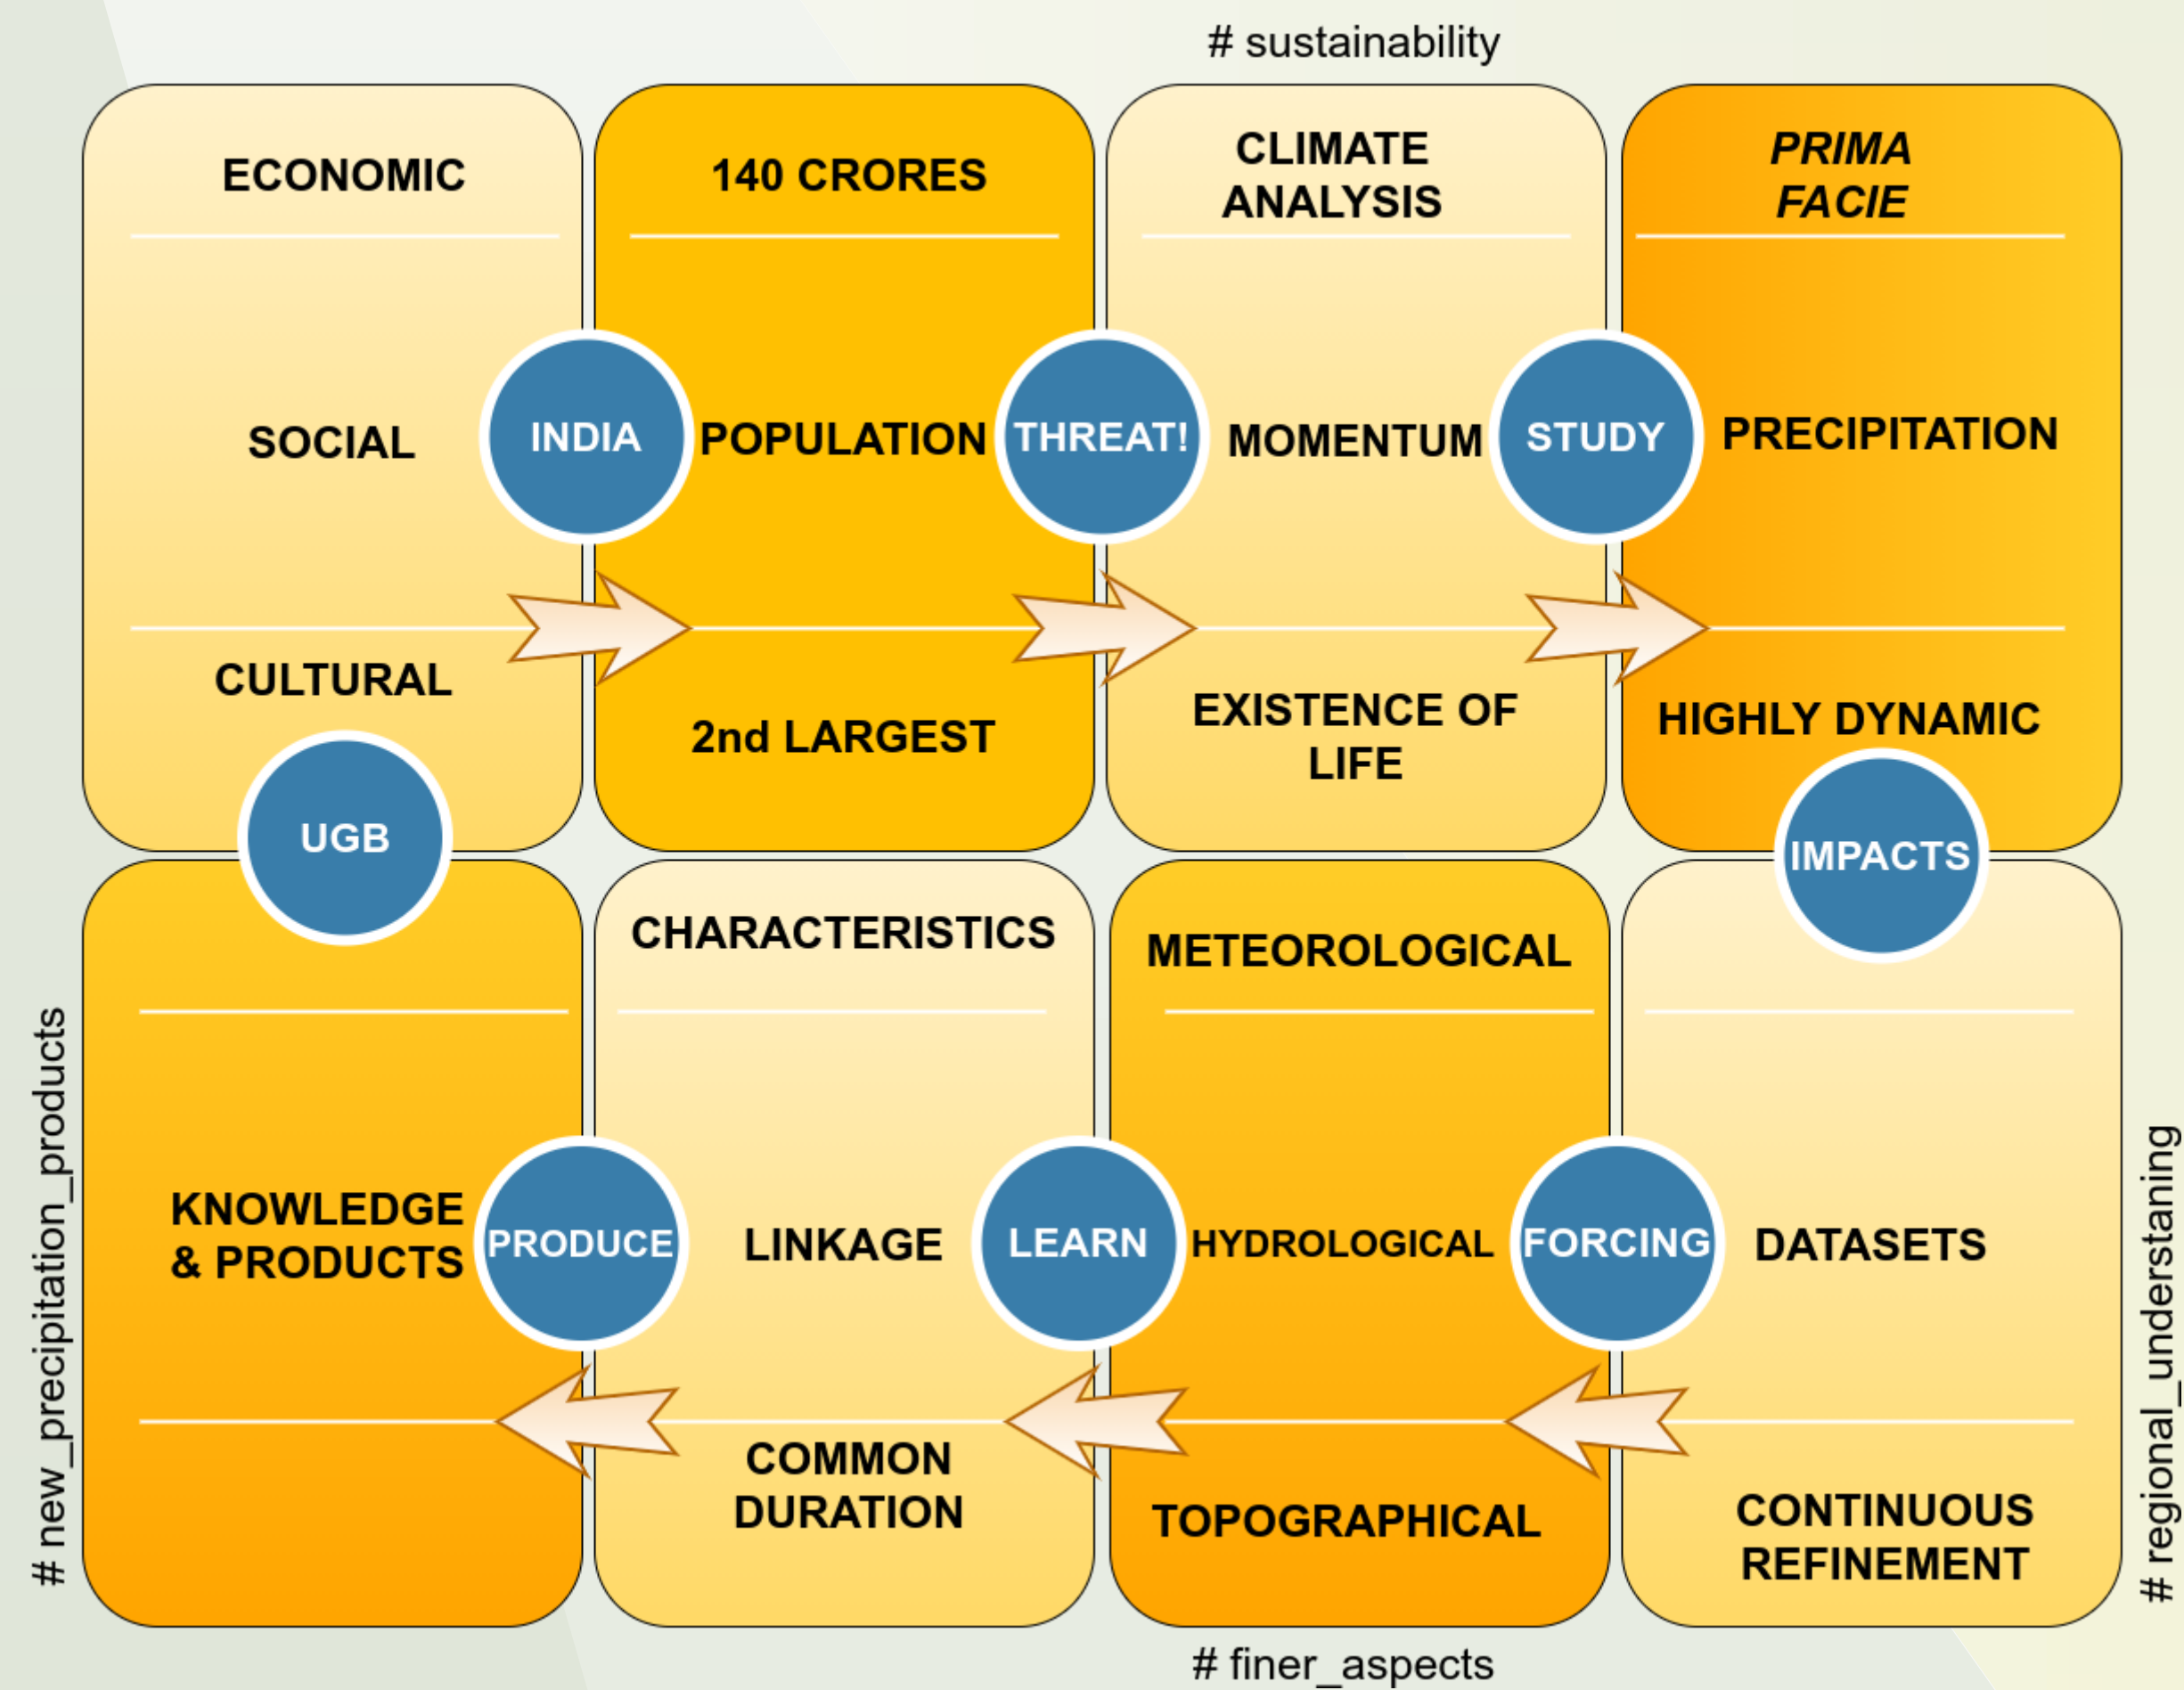 # sustainability
ECONOMIC
SOCIAL
CULTURAL
INDIA
140 CRORES
POPULATION
2nd LARGEST
THREAT!
CLIMATE
ANALYSIS
MOMENTUM
EXISTENCE OF
LIFE
STUDY
PRIMA
FACIE
PRECIPITATION
HIGHLY DYNAMIC
IMPACTS
DATASETS
CONTINUOUS
REFINEMENT
# regional_understaning
FORCING
METEOROLOGICAL
HYDROLOGICAL
TOPOGRAPHICAL
# finer_aspects
LEARN
CHARACTERISTICS
LINKAGE
COMMON
DURATION
PRODUCE
KNOWLEDGE
& PRODUCTS
# new_precipitation_products
UGB